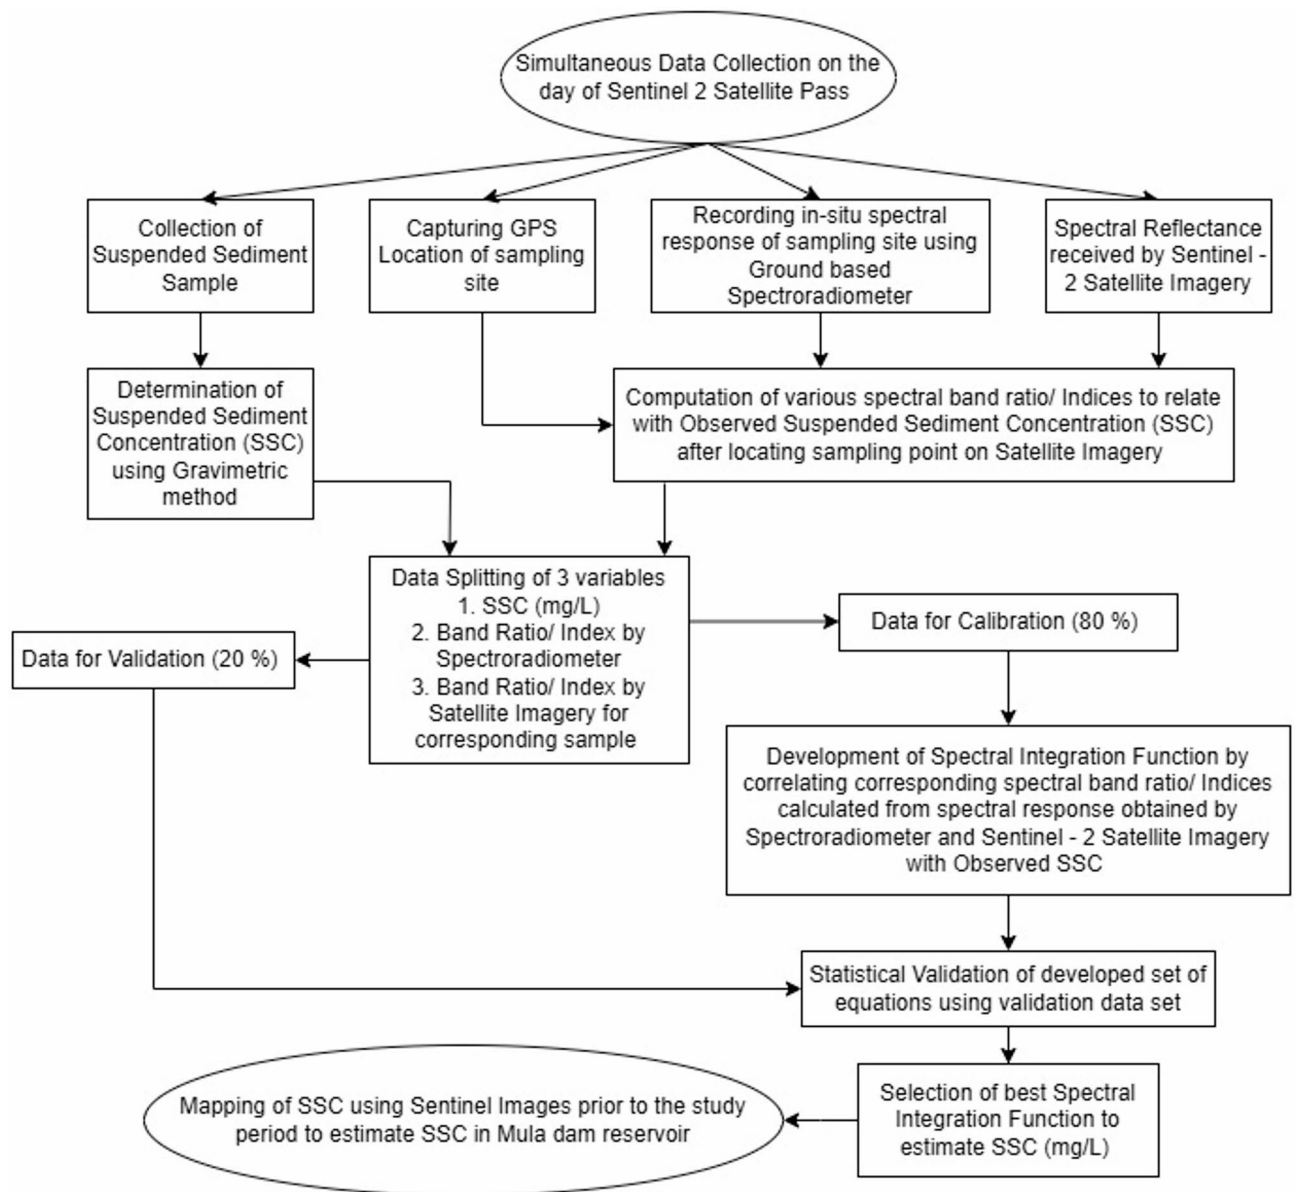 Simultaneous Data Collection on the
day of Sentinel 2 Satellite Pass
Collection of
Suspended Sediment
Sample
Capturing GPS
Location of sampling
site
Recording in-situ spectral
response of sampling site using
Ground based
Spectroradiometer
Spectral Reflectance
received by Sentinel -
2 Satellite Imagery
Determination of
Suspended Sediment
Concentration (SSC)
using Gravimetric
method
Computation of various spectral band ratio/ Indices to relate
with Observed Suspended Sediment Concentration (SSC)
after locating sampling point on Satellite Imagery
Data Splitting of 3 variables
1. SSC (mg/L)
2. Band Ratio/ Index by
Spectroradiometer
3. Band Ratio/ Index by
Satellite Imagery for
corresponding sample
Data for Calibration (80 %)
Data for Validation (20 %)
Development of Spectral Integration Function by
correlating corresponding spectral band ratio/ Indices
calculated from spectral response obtained by
Spectroradiometer and Sentinel - 2 Satellite Imagery
with Observed SSC
Statistical Validation of developed set of
equations using validation data set
Selection of best Spectral
Integration Function to
estimate SSC (mg/L)
Mapping of SSC using Sentinel Images prior to the study
period to estimate SSC in Mula dam reservoir